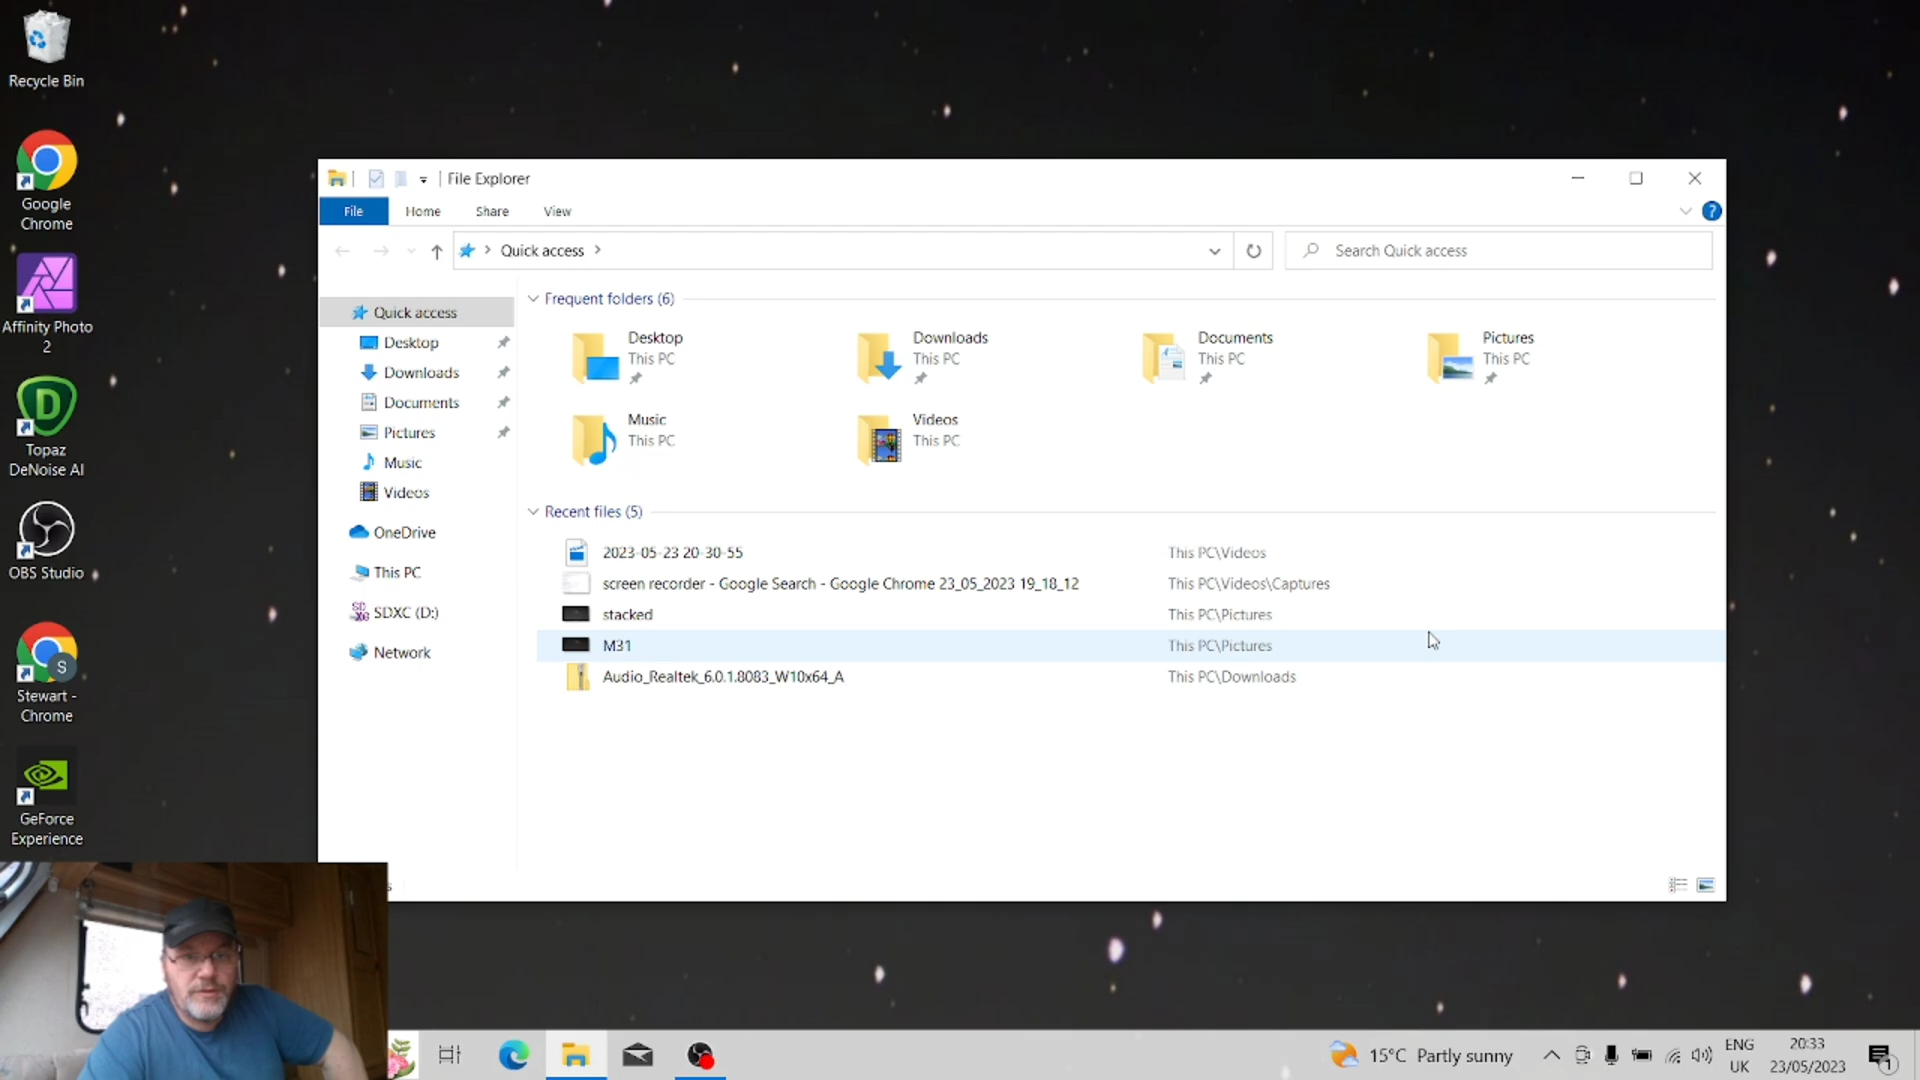 Recycle Bin
Google
Chrome
Affinity Photo
2
Topaz
DeNoise AI
OBS Studio
S
Stewart -
Chrome
GeForce
Experience
File Explorer
File Home Share View
Quick access
Search Quick access
Quick access
Desktop
Downloads
Documents
Pictures
Music
Videos
OneDrive
This PC
SDXC (D:)
Network
Frequent folders (6)
Desktop
This PC
Downloads
This PC
Documents
This PC
Pictures
This PC
Music
This PC
Videos
This PC
Recent files (5)
2023-05-23 20-30-55 This PC\Videos
screen recorder - Google Search - Google Chrome 23_05_2023 19_18_12 This PC\Videos\Captures
stacked This PC\Pictures
M31 This PC\Pictures
Audio_Realtek_6.0.1.8083_W10x64_A This PC\Downloads
15°C Partly sunny
ENG
UK
20:33
23/05/2023
1